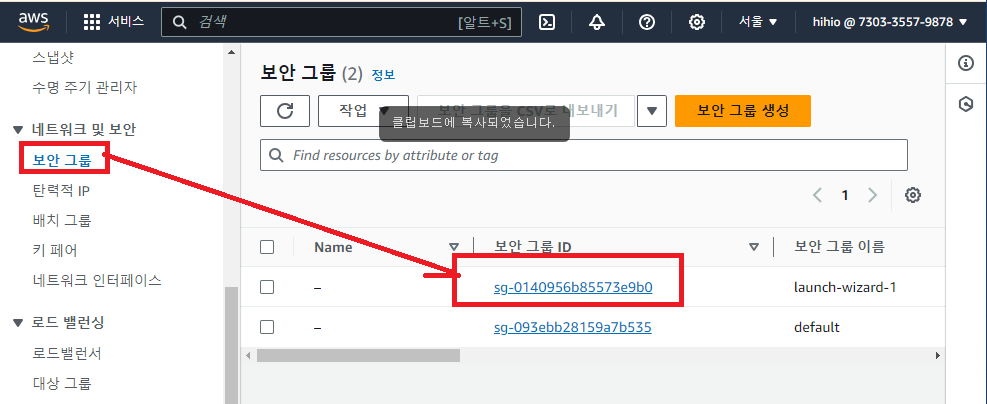 aws 서비스 검색 [알트+S] 서울 hihio @ 7303-3557-9878
스냅샷
수명 주기 관리자
네트워크 및 보안
보안 그룹
탄력적 IP
배치 그룹
키 페어
네트워크 인터페이스
로드 밸런싱
로드밸런서
대상 그룹
보안 그룹 (2) 정보
작업 보안 그룹을 CSV로 내보내기 보안 그룹 생성
클립보드에 복사되었습니다.
Find resources by attribute or tag
1
Name 보안 그룹 ID 보안 그룹 이름
– sg-0140956b85573e9b0 launch-wizard-1
– sg-093ebb28159a7b535 default